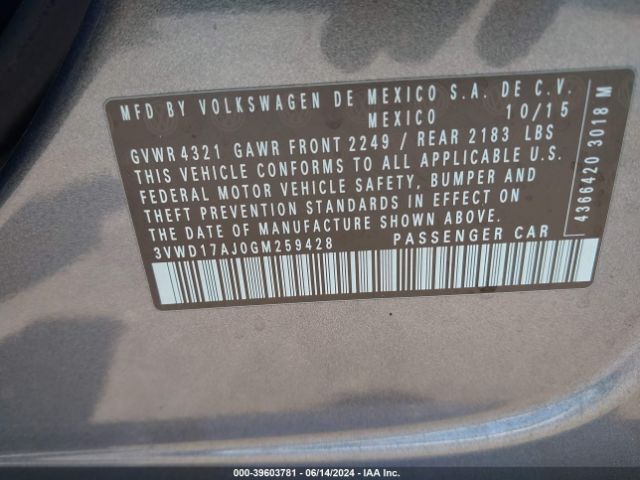 MFD BY VOLKSWAGEN DE MEXICO S.A. DE C.V.
MEXICO 10/15
GVWR 4321 GAWR FRONT 2249 / REAR 2183 LBS
THIS VEHICLE CONFORMS TO ALL APPLICABLE U.S.
FEDERAL MOTOR VEHICLE SAFETY, BUMPER AND
THEFT PREVENTION STANDARDS IN EFFECT ON
THE DATE OF MANUFACTURE SHOWN ABOVE.
3VWD17AJ0GM259428 PASSENGER CAR
4366420 3018 M
000-39603781 - 06/14/2024 - IAA Inc.